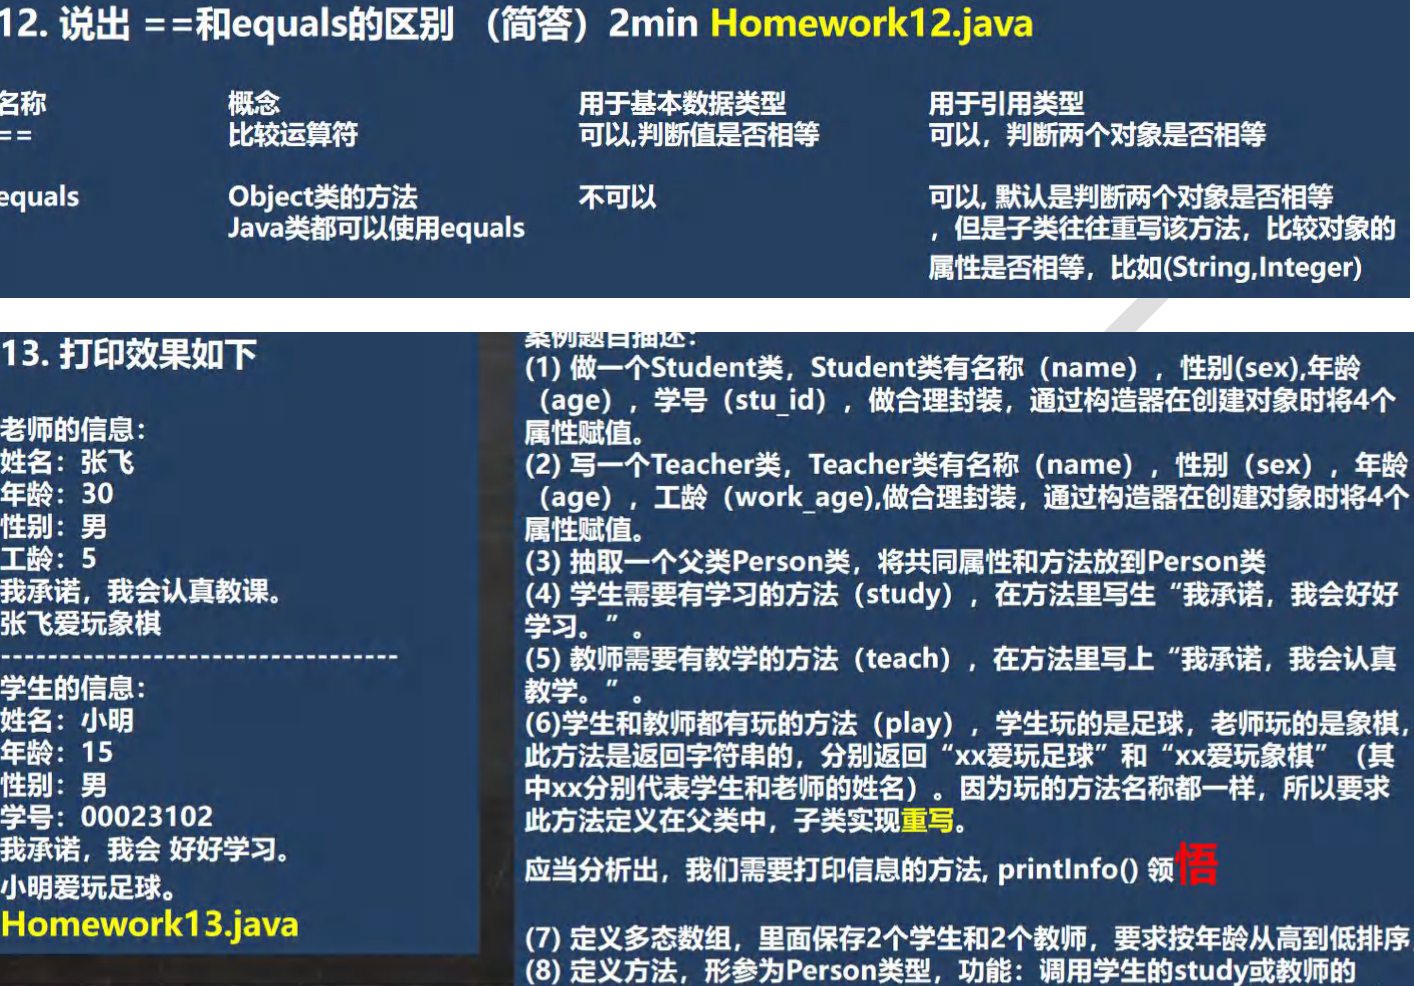 12. 说出 ==和equals的区别 （简答）2min Homework12.java
名称 概念 用于基本数据类型 用于引用类型
== 比较运算符 可以,判断值是否相等 可以，判断两个对象是否相等
equals Object类的方法 不可以 可以, 默认是判断两个对象是否相等
Java类都可以使用equals ，但是子类往往重写该方法，比较对象的
属性是否相等，比如(String,Integer)
13. 打印效果如下
老师的信息：
姓名：张飞
年龄：30
性别：男
工龄：5
我承诺，我会认真教课。
张飞爱玩象棋
----------------------------------
学生的信息：
姓名：小明
年龄：15
性别：男
学号：00023102
我承诺，我会 好好学习。
小明爱玩足球。
Homework13.java
案例题目描述：
(1) 做一个Student类，Student类有名称（name），性别(sex),年龄
（age），学号（stu_id），做合理封装，通过构造器在创建对象时将4个
属性赋值。
(2) 写一个Teacher类，Teacher类有名称（name），性别（sex），年龄
（age），工龄（work_age),做合理封装，通过构造器在创建对象时将4个
属性赋值。
(3) 抽取一个父类Person类，将共同属性和方法放到Person类
(4) 学生需要有学习的方法（study），在方法里写生“我承诺，我会好好
学习。”。
(5) 教师需要有教学的方法（teach），在方法里写上“我承诺，我会认真
教学。”。
(6)学生和教师都有玩的方法（play），学生玩的是足球，老师玩的是象棋，
此方法是返回字符串的，分别返回“xx爱玩足球”和“xx爱玩象棋”（其
中xx分别代表学生和老师的姓名）。因为玩的方法名称都一样，所以要求
此方法定义在父类中，子类实现重写。
应当分析出，我们需要打印信息的方法, printInfo() 领悟
(7) 定义多态数组，里面保存2个学生和2个教师，要求按年龄从高到低排序
(8) 定义方法，形参为Person类型，功能：调用学生的study或教师的